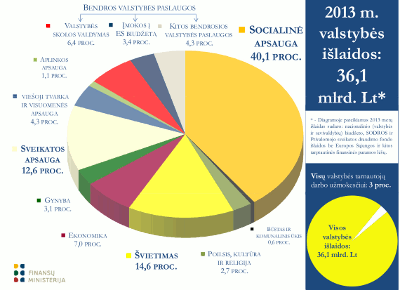 BENDROS VALSTYBĖS PASLAUGOS
VALSTYBĖS
SKOLOS VALDYMAS
6,4 PROC.
ĮMOKOS Į
ES BIUDŽETĄ
3,4 PROC.
KITOS BENDROSIOS
VALSTYBĖS PASLAUGOS
4,3 PROC.
SOCIALINĖ
APSAUGA
40,1 PROC.
APLINKOS
APSAUGA
1,1 PROC.
VIEŠOJI TVARKA
IR VISUOMENĖS
APSAUGA
4,3 PROC.
SVEIKATOS
APSAUGA
12,6 PROC.
GYNYBA
3,1 PROC.
EKONOMIKA
7,0 PROC.
ŠVIETIMAS
14,6 PROC.
POILSIS, KULTŪRA
IR RELIGIJA
2,7 PROC.
BŪSTAS IR
KOMUNALINIS ŪKIS
0,6 PROC.
FINANSŲ
MINISTERIJA
2013 m.
valstybės
išlaidos:
36,1
mlrd. Lt*
Visų valstybės tarnautojų
darbo užmokesčiui: 3 proc.
Visos
valstybės
išlaidos:
36,1 mlrd. Lt